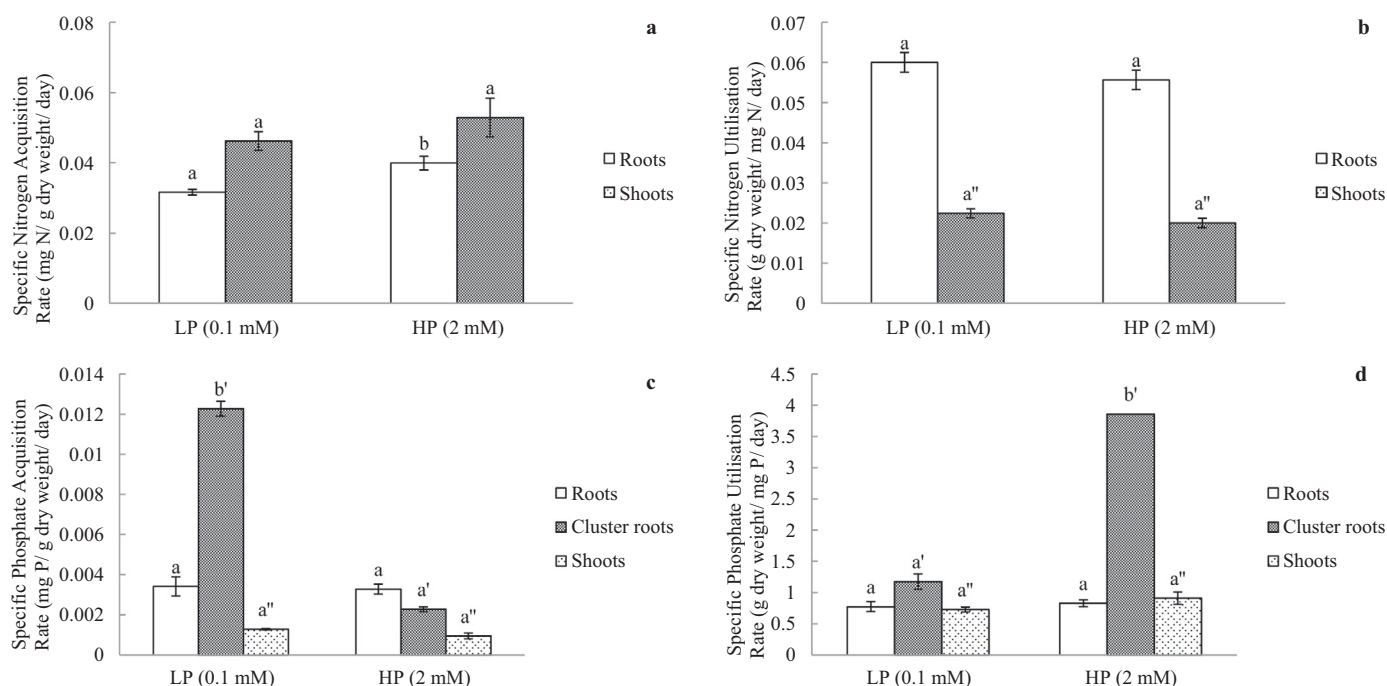 a
Specific Nitrogen Acquisition
Rate (mg N/ g dry weight/ day)
0.08
0.06
0.04
0.02
0
a
a
b
a
LP (0.1 mM)
HP (2 mM)
Roots
Shoots
b
Specific Nitrogen Ultilisation
Rate (g dry weight/ mg N/ day)
0.07
0.06
0.05
0.04
0.03
0.02
0.01
0
a
a"
a
a"
LP (0.1 mM)
HP (2 mM)
Roots
Shoots
c
Specific Phosphate Acquisition
Rate (mg P/ g dry weight/ day)
0.014
0.012
0.01
0.008
0.006
0.004
0.002
0
a
b'
a"
a
a'
a"
LP (0.1 mM)
HP (2 mM)
Roots
Cluster roots
Shoots
d
Specific Phosphate Utilisation
Rate (g dry weight/ mg P/ day)
4.5
4
3.5
3
2.5
2
1.5
1
0.5
0
a
a'
a"
a
b'
a"
LP (0.1 mM)
HP (2 mM)
Roots
Cluster roots
Shoots